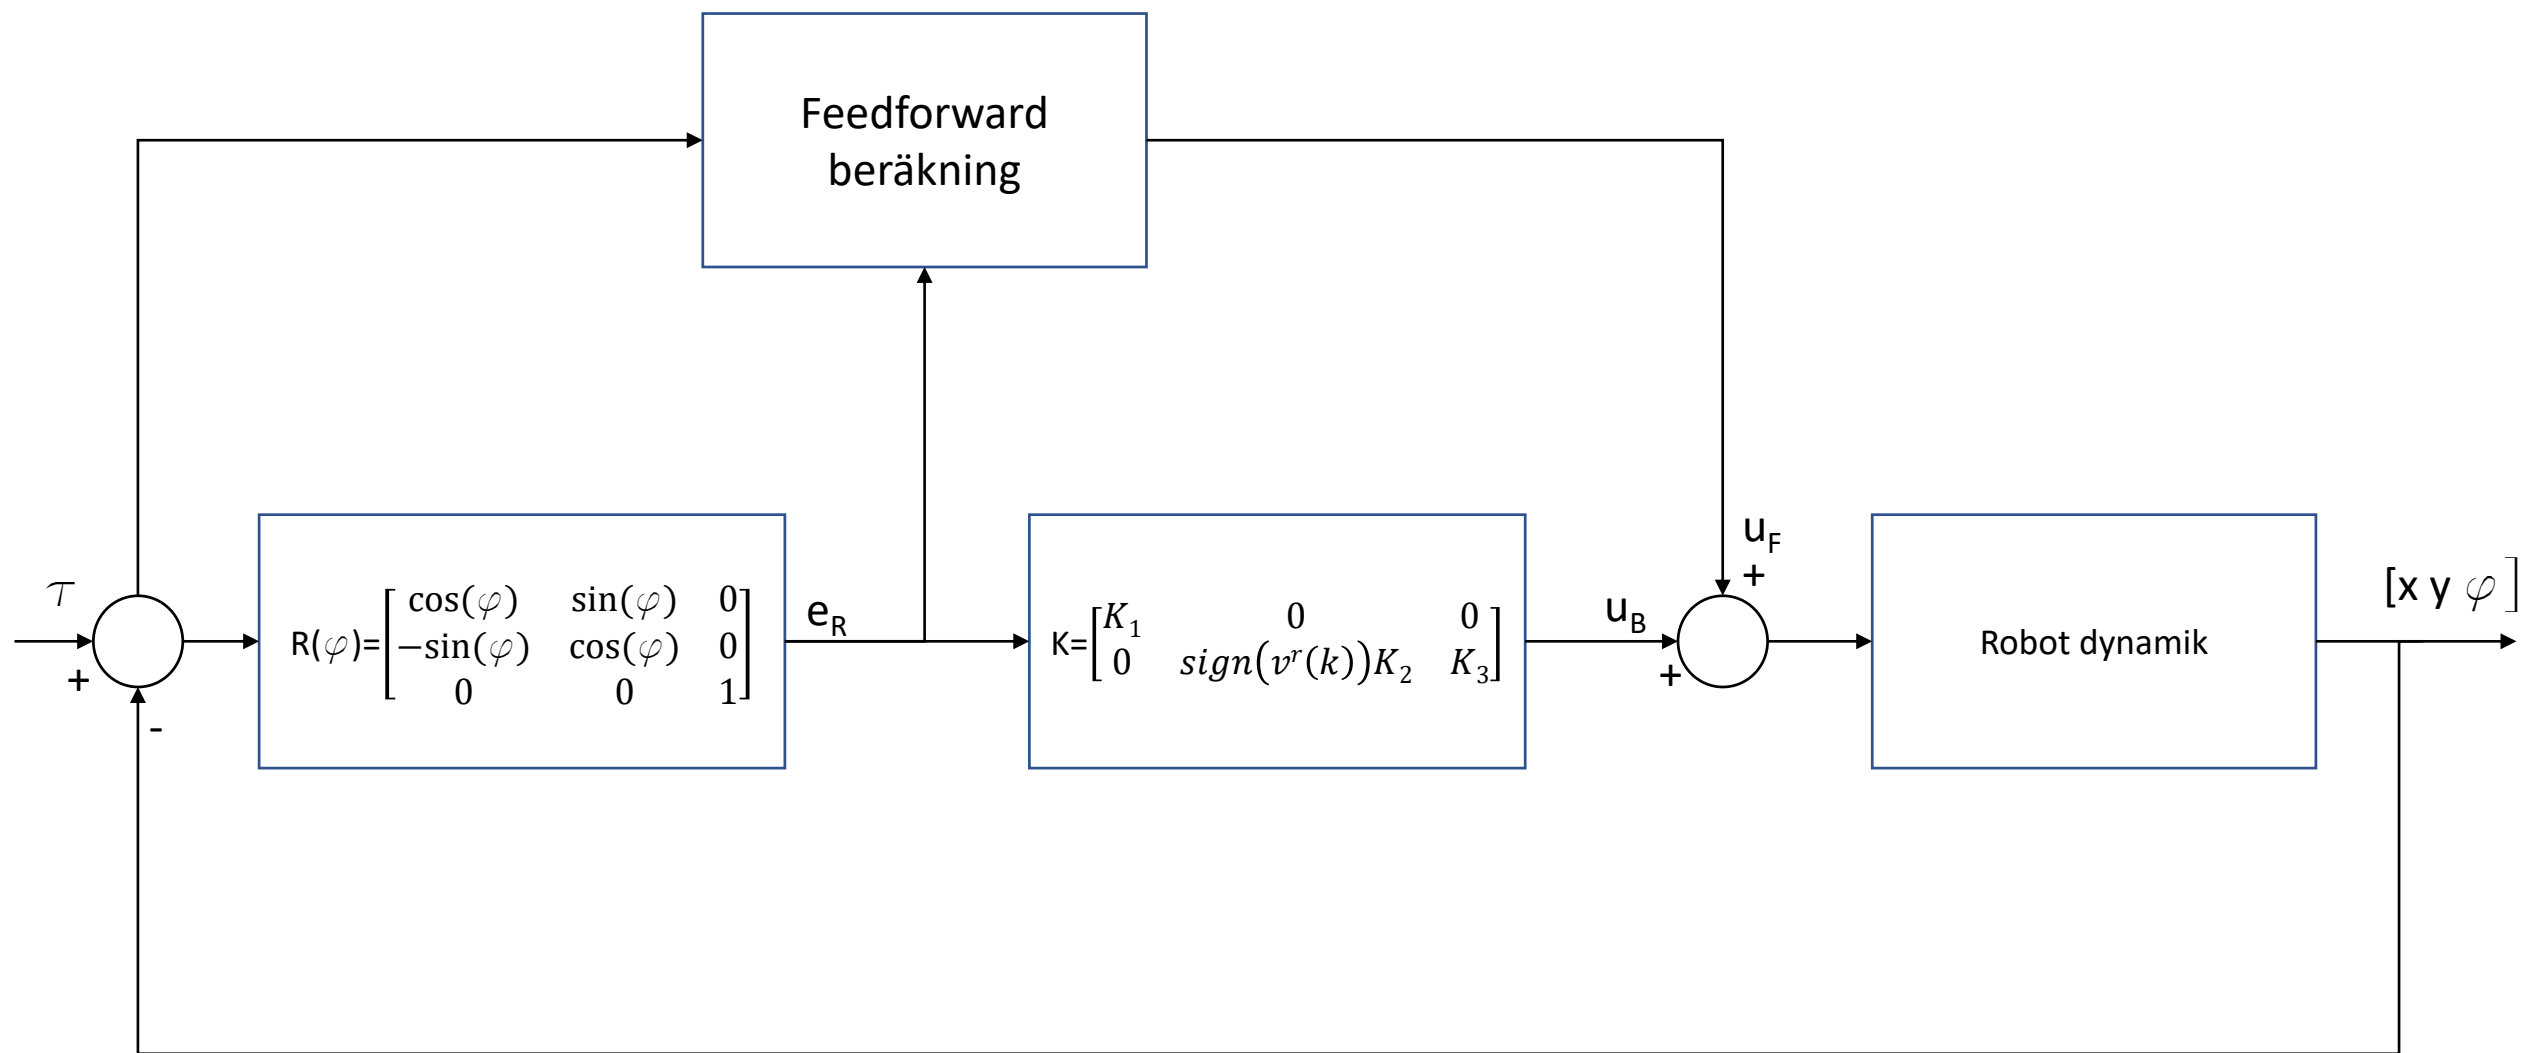 Feedforward
beräkning
τ
+
-
R(φ)=[cos(φ) sin(φ) 0
−sin(φ) cos(φ) 0
0 0 1]
e_R
K=[K_1 0 0
0 sign(v^r(k))K_2 K_3]
u_B
+
u_F
+
Robot dynamik
[x y φ]